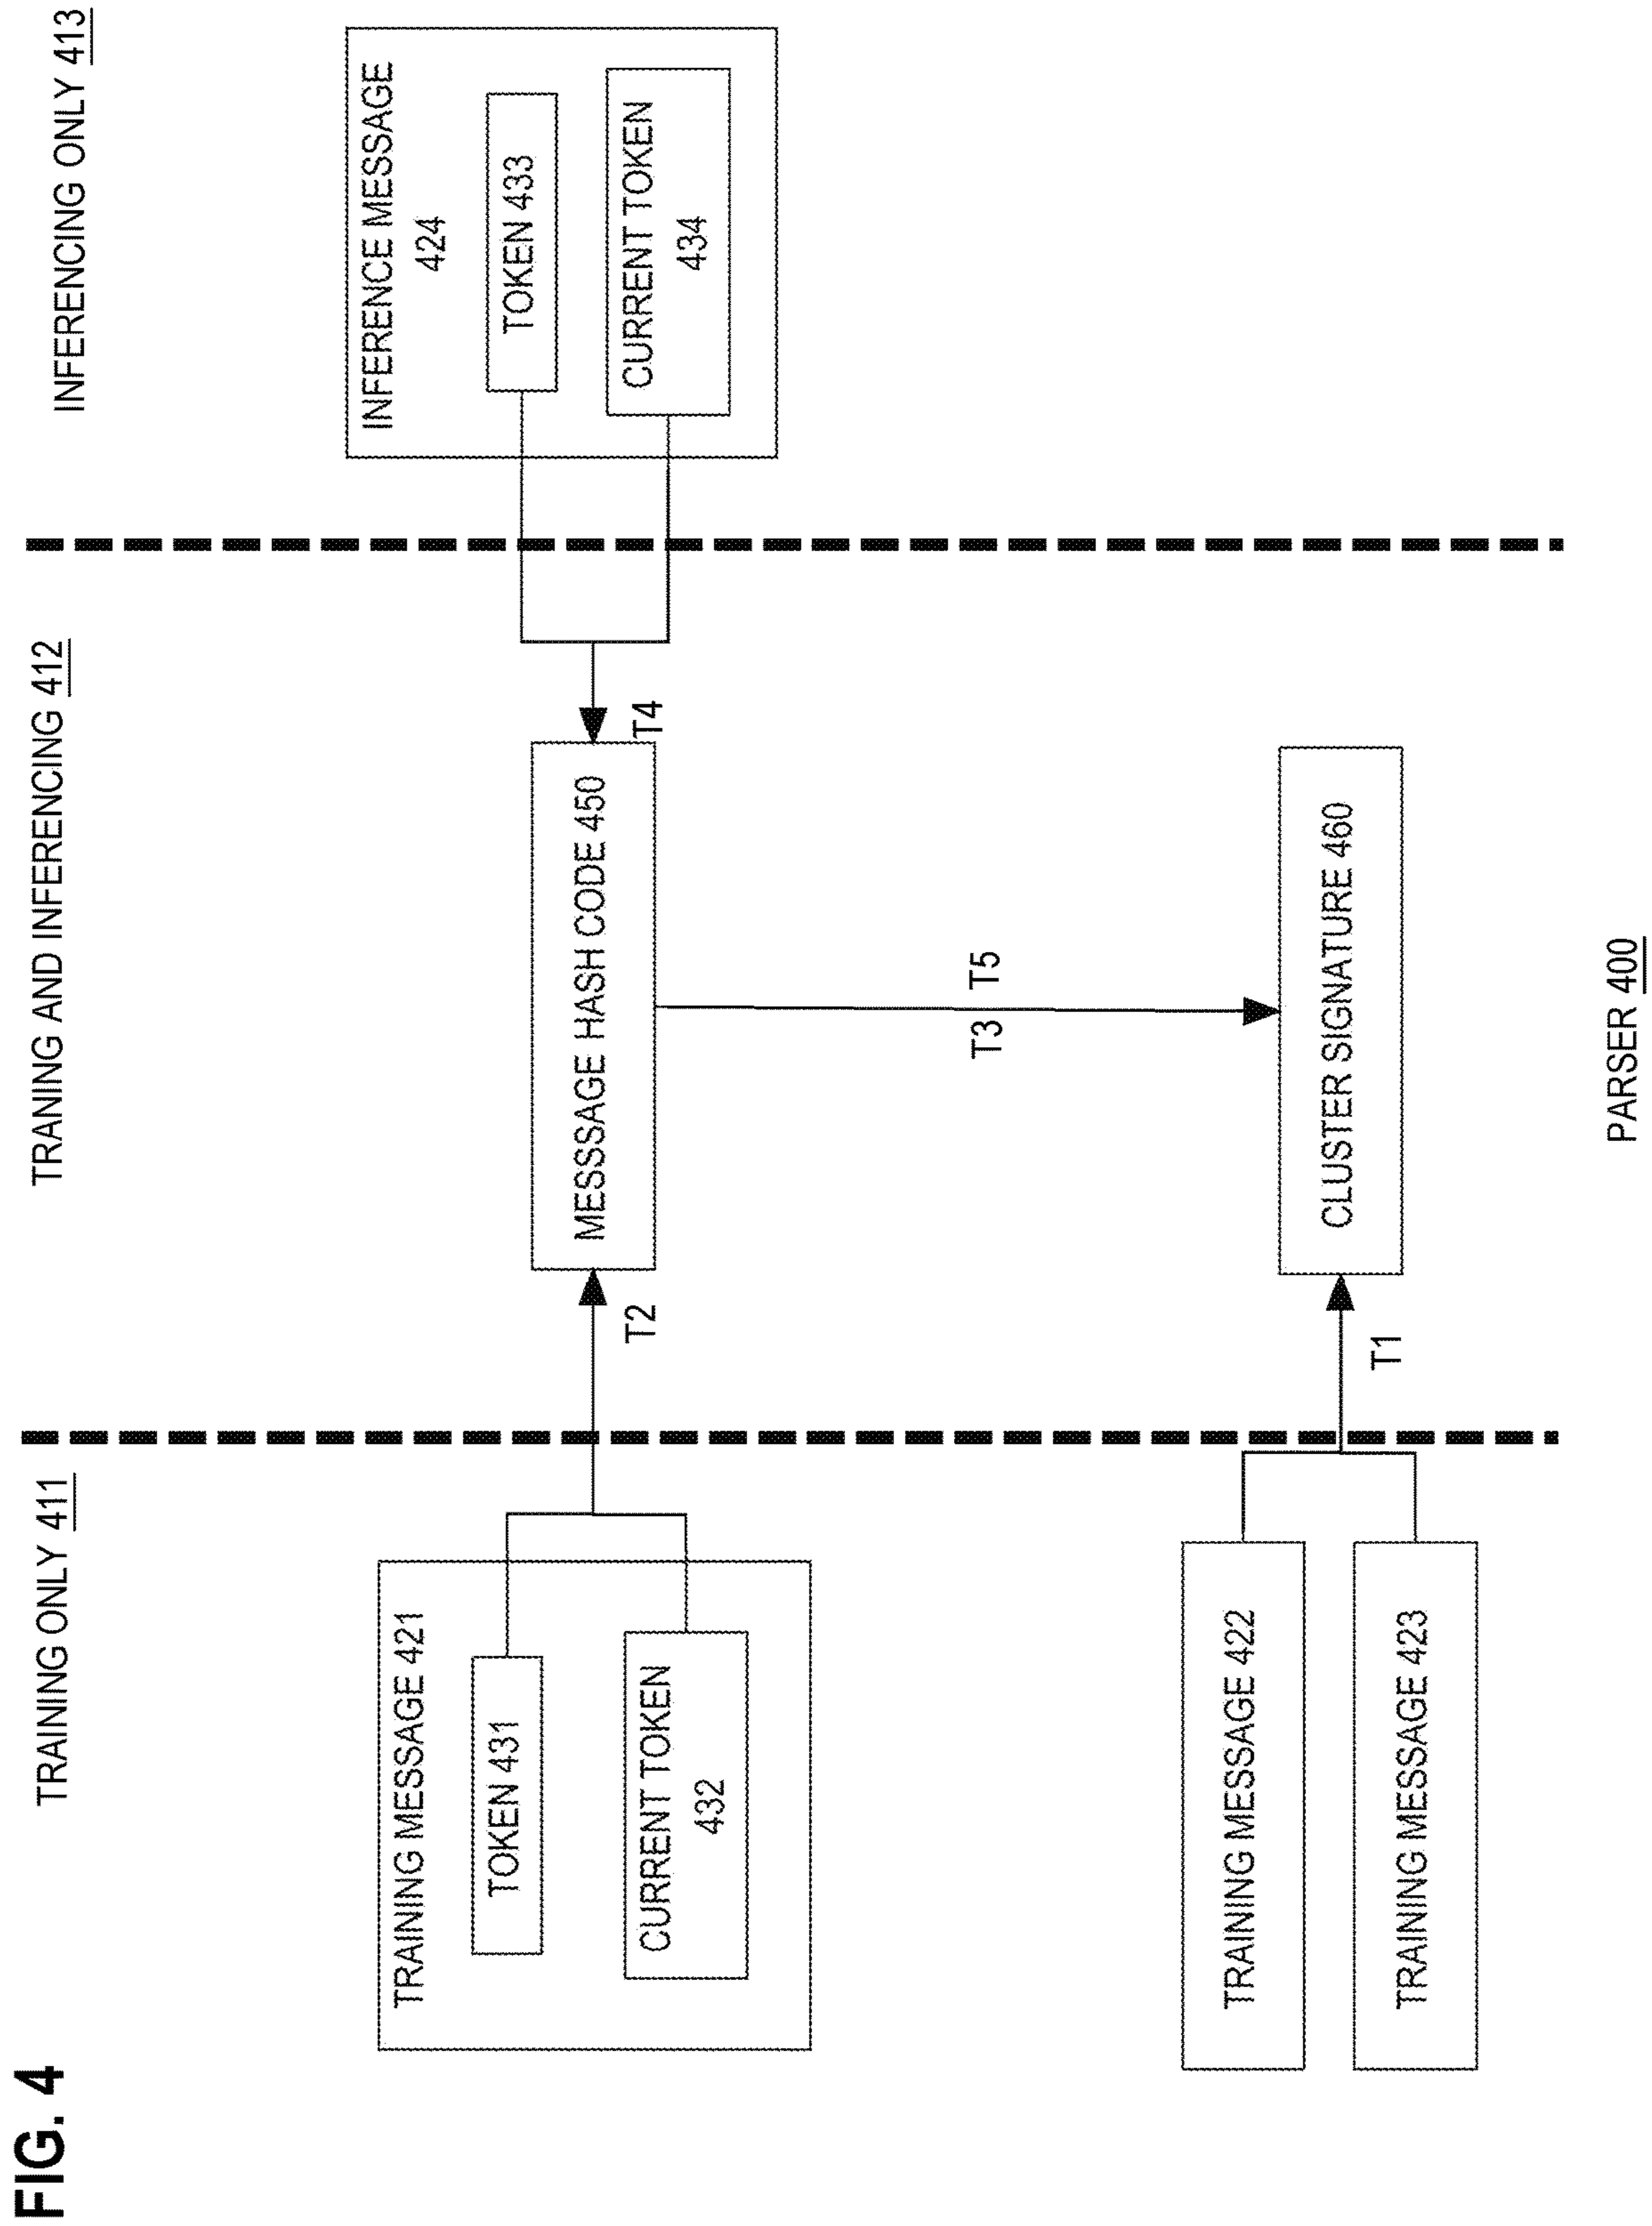 FIG. 4
TRAINING ONLY 411
TRANING AND INFERENCING 412
INFERENCING ONLY 413
TRAINING MESSAGE 421
TOKEN 431
CURRENT TOKEN
432
T2
MESSSAGE HASH CODE 450
T4
INFERENCE MESSAGE
424
TOKEN 433
CURRENT TOKEN
434
T3
T5
TRAINING MESSAGE 422
TRAINING MESSAGE 423
T1
CLUSTER SIGNATURE 460
PARSER 400